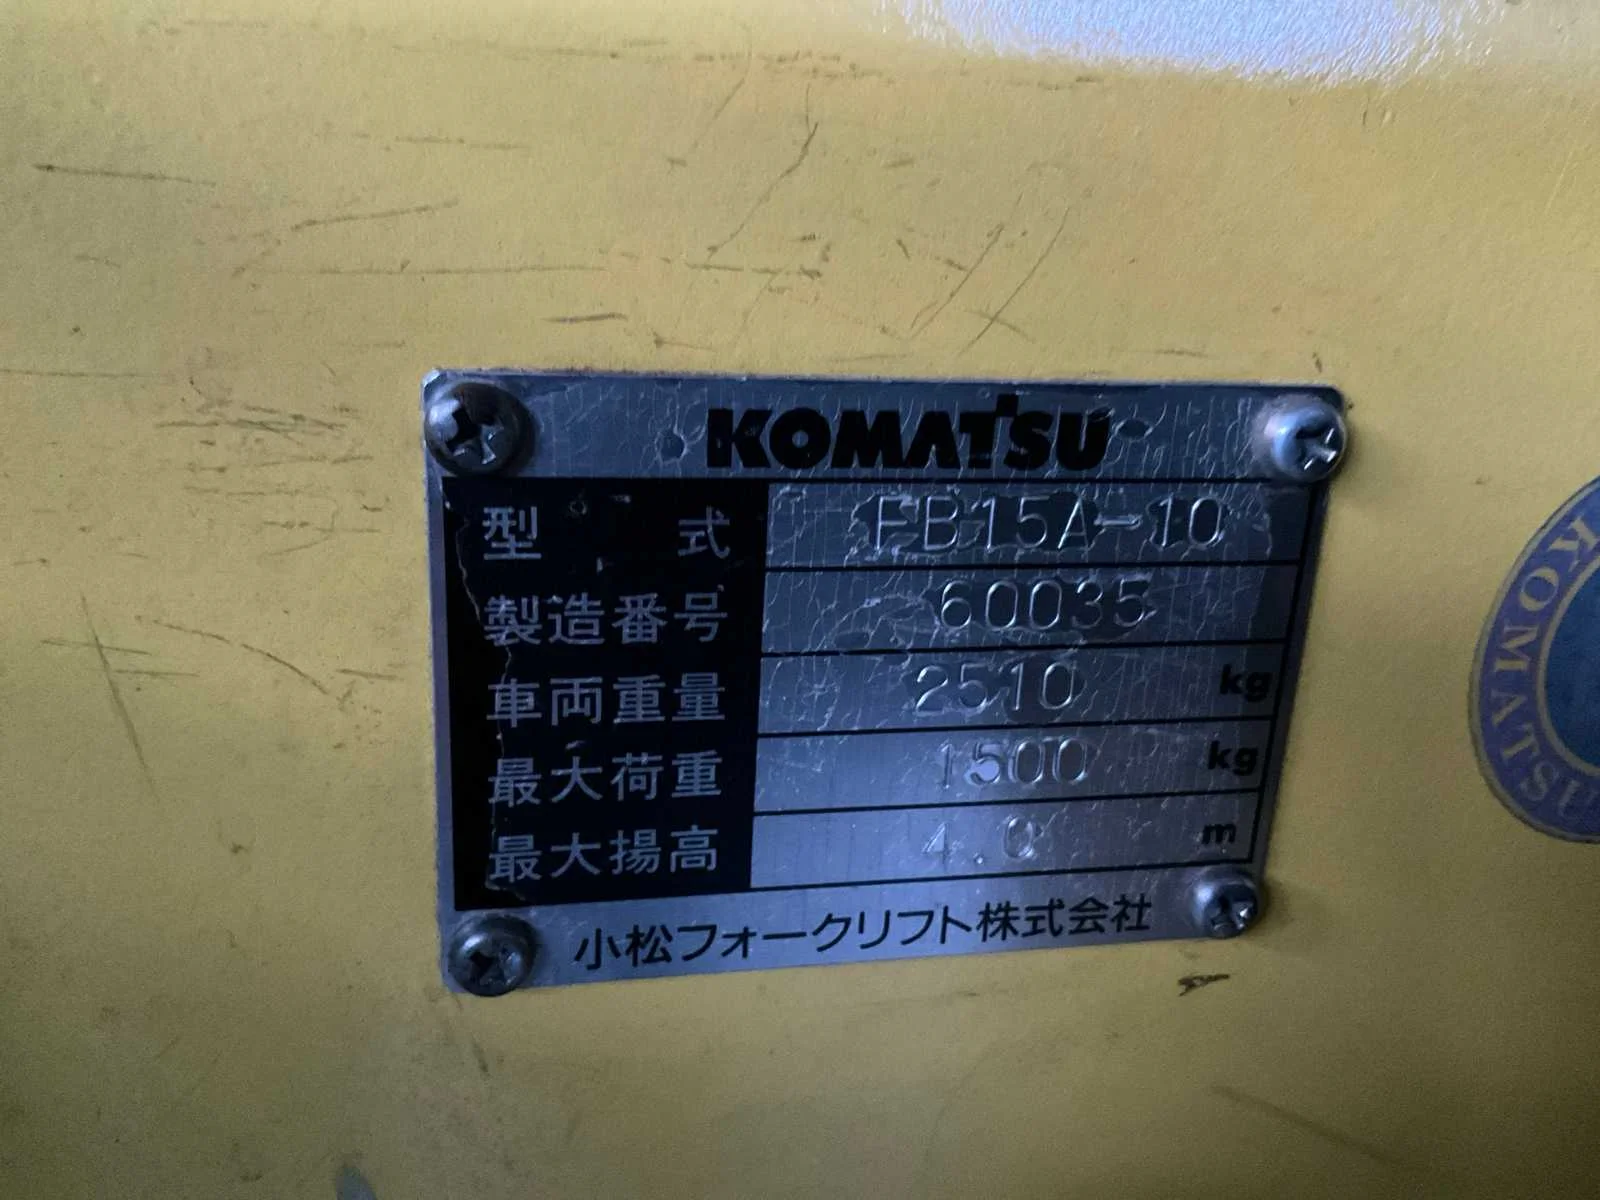 KOMATSU
型式 FB15A-10
製造番号 60035
車両重量 2510 kg
最大荷重 1500 kg
最大揚高 4.0 m
小松フォークリフト株式会社
KOMATSU